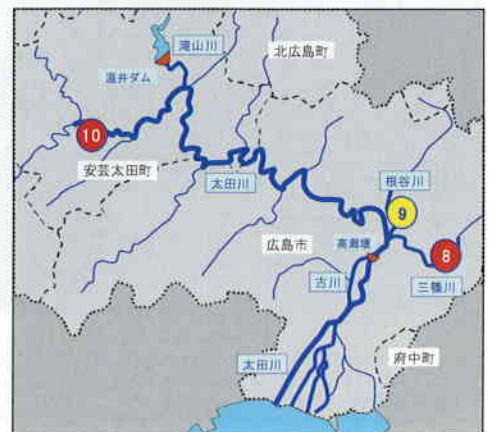 滝山川
北広島町
温井ダム
10
安芸太田町
太田川
根谷川
9
広島市
高瀬堰
8
古川
三篠川
太田川
府中町